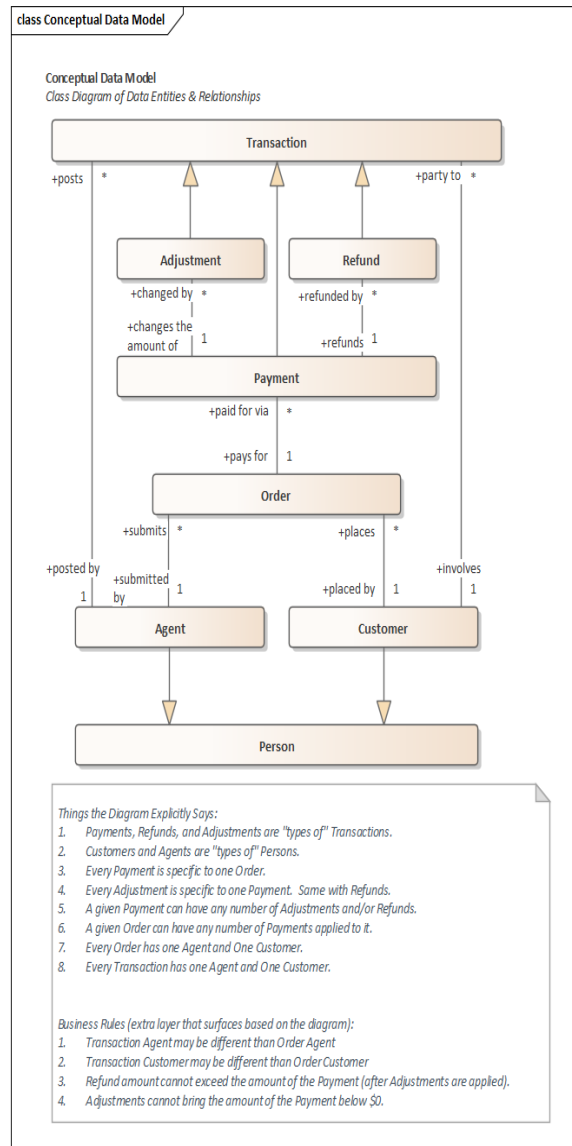 class Conceptual Data Model
Conceptual Data Model
Class Diagram of Data Entities & Relationships
Transaction
+posts *
+party to *
Adjustment
Refund
+changed by *
+refunded by *
+changes the
amount of 1
+refunds 1
Payment
+paid for via *
+pays for 1
Order
+submits *
+places *
+posted by
1
+submitted
by 1
+placed by 1
+involves
1
Agent
Customer
Person
Things the Diagram Explicitly Says:
1. Payments, Refunds, and Adjustments are "types of" Transactions.
2. Customers and Agents are "types of" Persons.
3. Every Payment is specific to one Order.
4. Every Adjustment is specific to one Payment. Same with Refunds.
5. A given Payment can have any number of Adjustments and/or Refunds.
6. A given Order can have any number of Payments applied to it.
7. Every Order has one Agent and One Customer.
8. Every Transaction has one Agent and One Customer.
Business Rules (extra layer that surfaces based on the diagram):
1. Transaction Agent may be different than Order Agent
2. Transaction Customer may be different than Order Customer
3. Refund amount cannot exceed the amount of the Payment (after Adjustments are applied).
4. Adjustments cannot bring the amount of the Payment below $0.